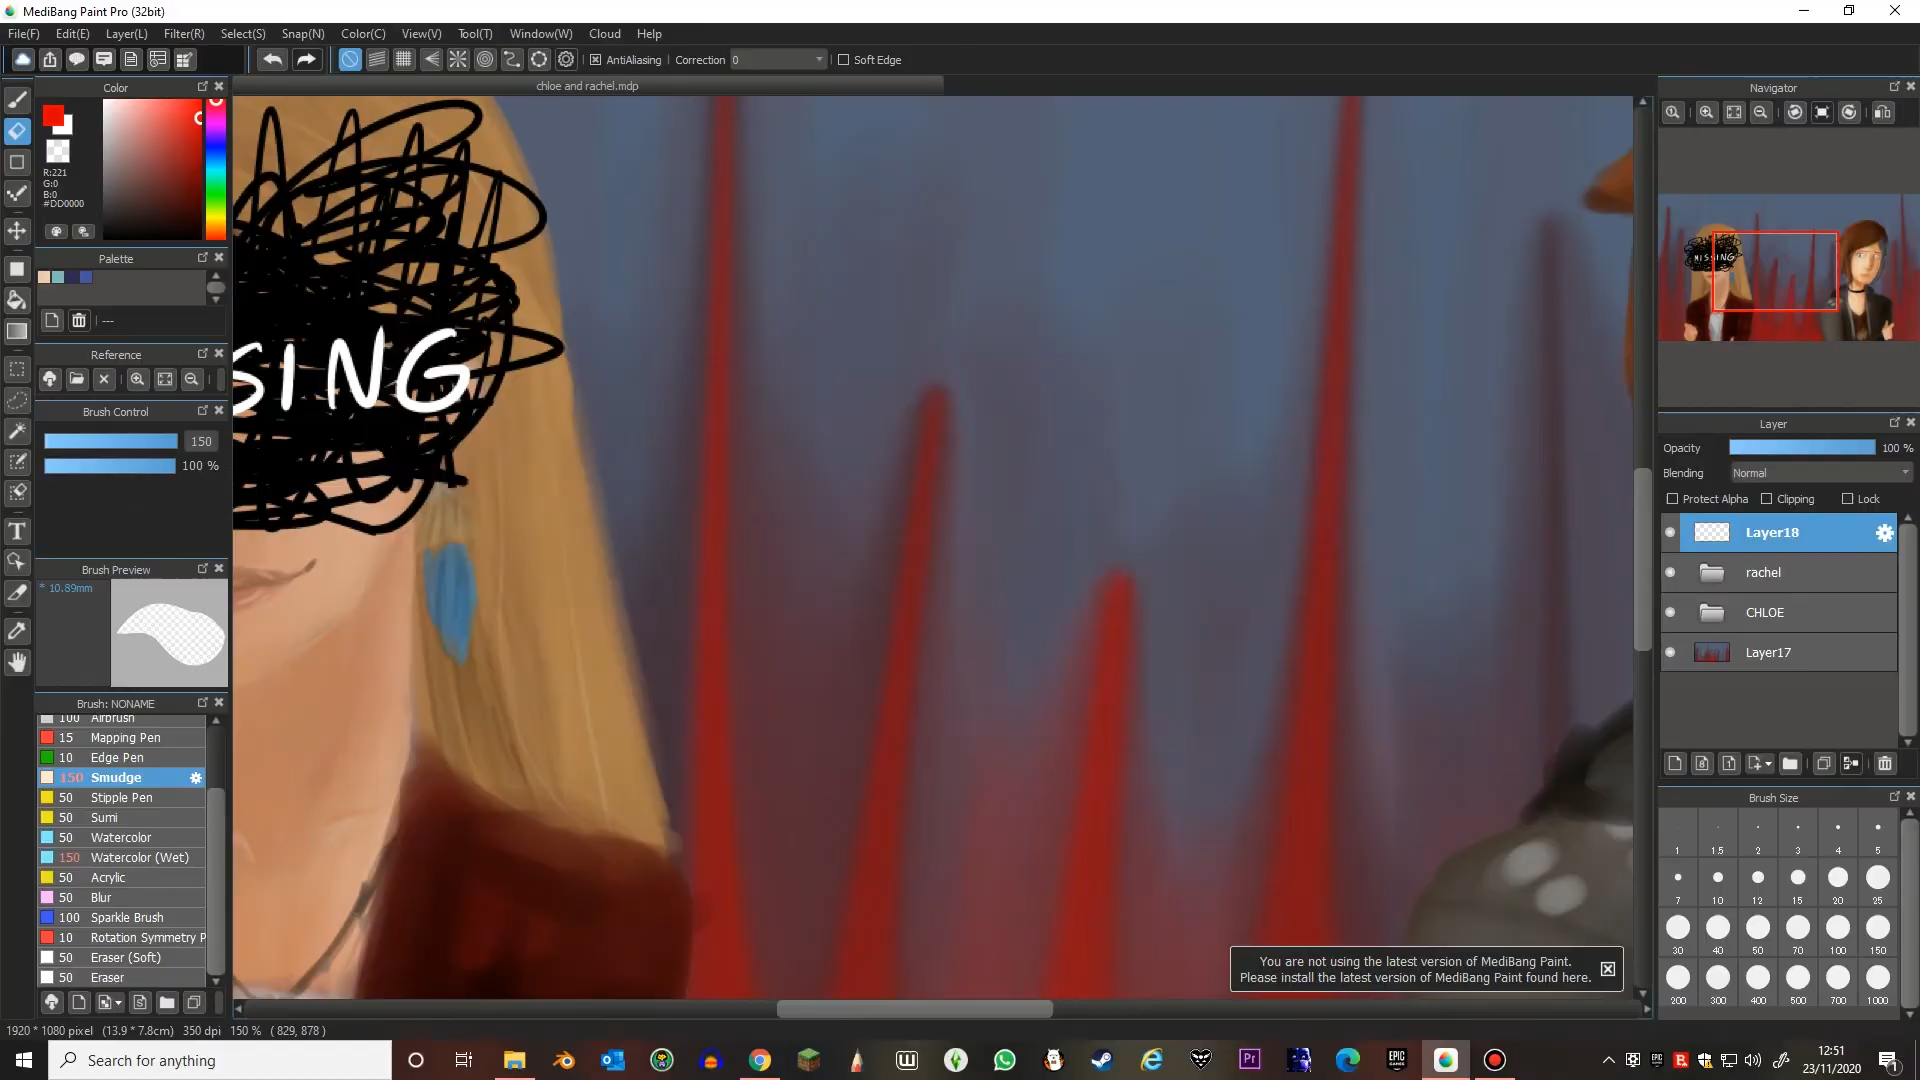 MediBang Paint Pro (32bit)
File(F) Edit(E) Layer(L) Filter(R) Select(S) Snap(N) Color(C) View(V) Tool(T) Window(W) Cloud Help
AntiAliasing Correction 0 Soft Edge
Color
chloe and rachel.mdp
Navigator
R:221
G:0
B:0
#DD0000
Palette
---
Reference
Brush Control
150
100 %
Brush Preview
* 10.89mm
Brush: NONAME
100 Airbrush
15 Mapping Pen
10 Edge Pen
150 Smudge
50 Stipple Pen
50 Sumi
50 Watercolor
150 Watercolor (Wet)
50 Acrylic
50 Blur
100 Sparkle Brush
10 Rotation Symmetry P
50 Eraser (Soft)
50 Eraser
SING
MISSING
Layer
Opacity 100 %
Blending Normal
Protect Alpha Clipping Lock
Layer18
rachel
CHLOE
Layer17
Brush Size
1 1.5 2 3 4 5
7 10 12 15 20 25
30 40 50 70 100 150
200 300 400 500 700 1000
You are not using the latest version of MediBang Paint.
Please install the latest version of MediBang Paint found here.
1920 * 1080 pixel (13.9 * 7.8cm) 350 dpi 150 % ( 829, 878 )
Search for anything
12:51
23/11/2020